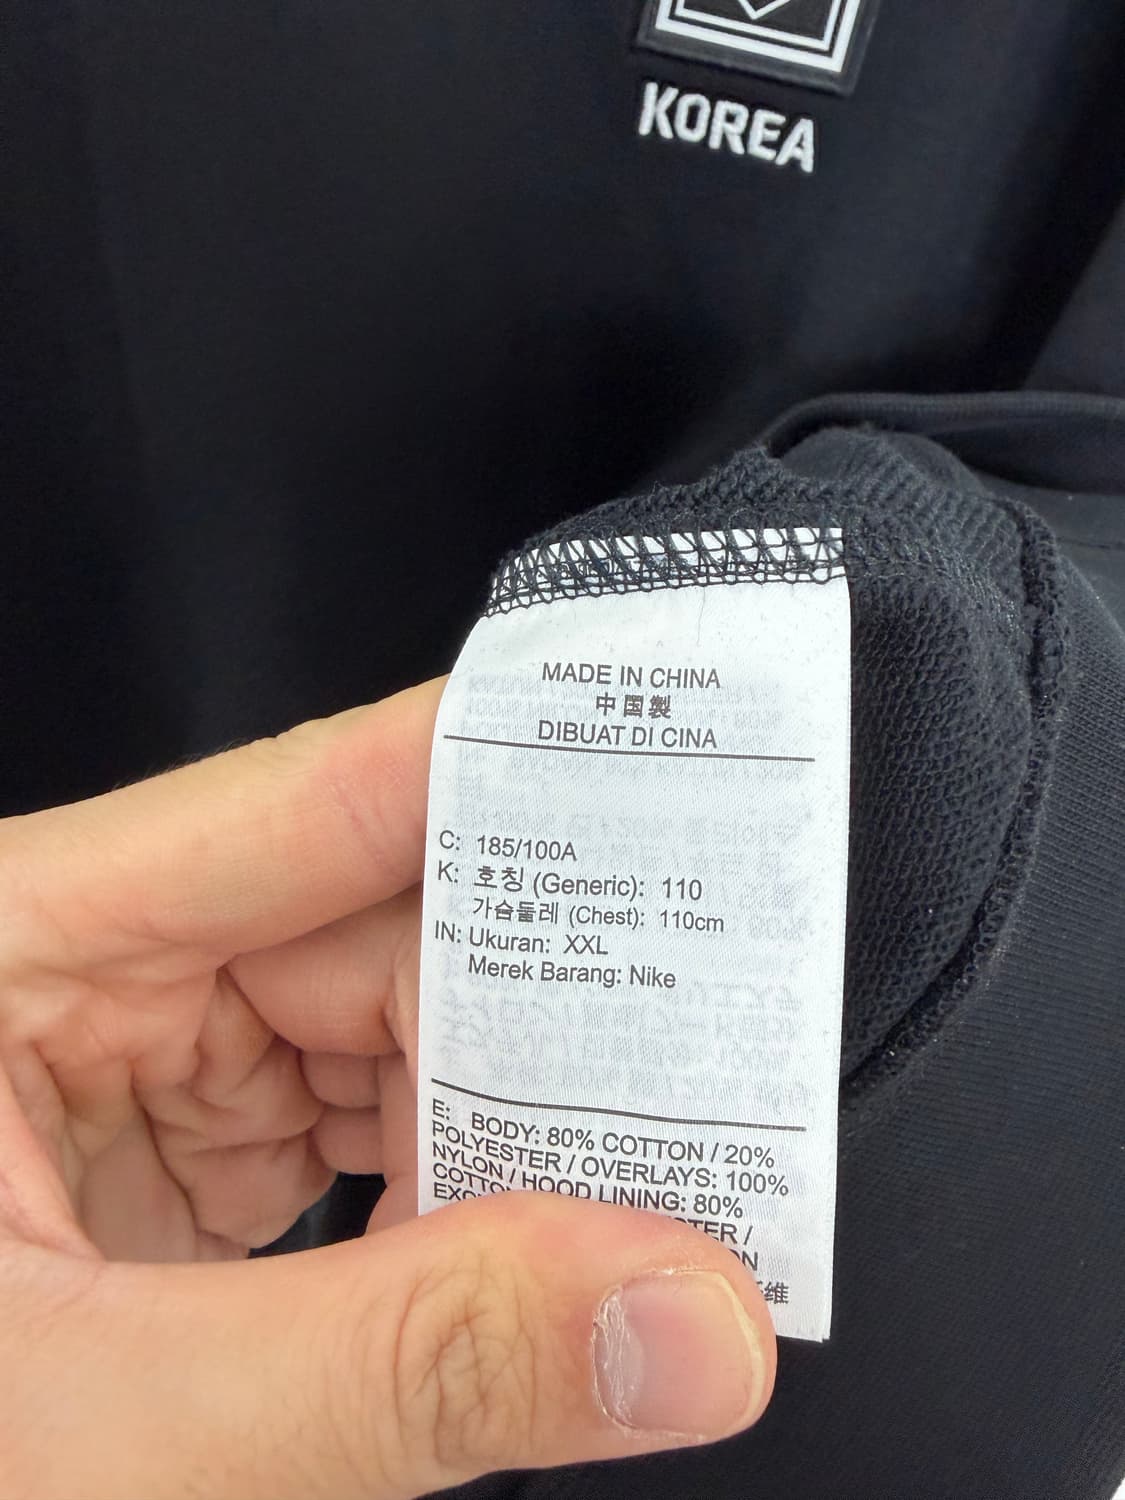 KOREA
MADE IN CHINA
中国製
DIBUAT DI CINA
C: 185/100A
K: 호칭 (Generic): 110
가슴둘레 (Chest): 110cm
IN: Ukuran: XXL
Merek Barang: Nike
E: BODY: 80% COTTON / 20%
POLYESTER / OVERLAYS: 100%
NYLON / HOOD LINING: 80%